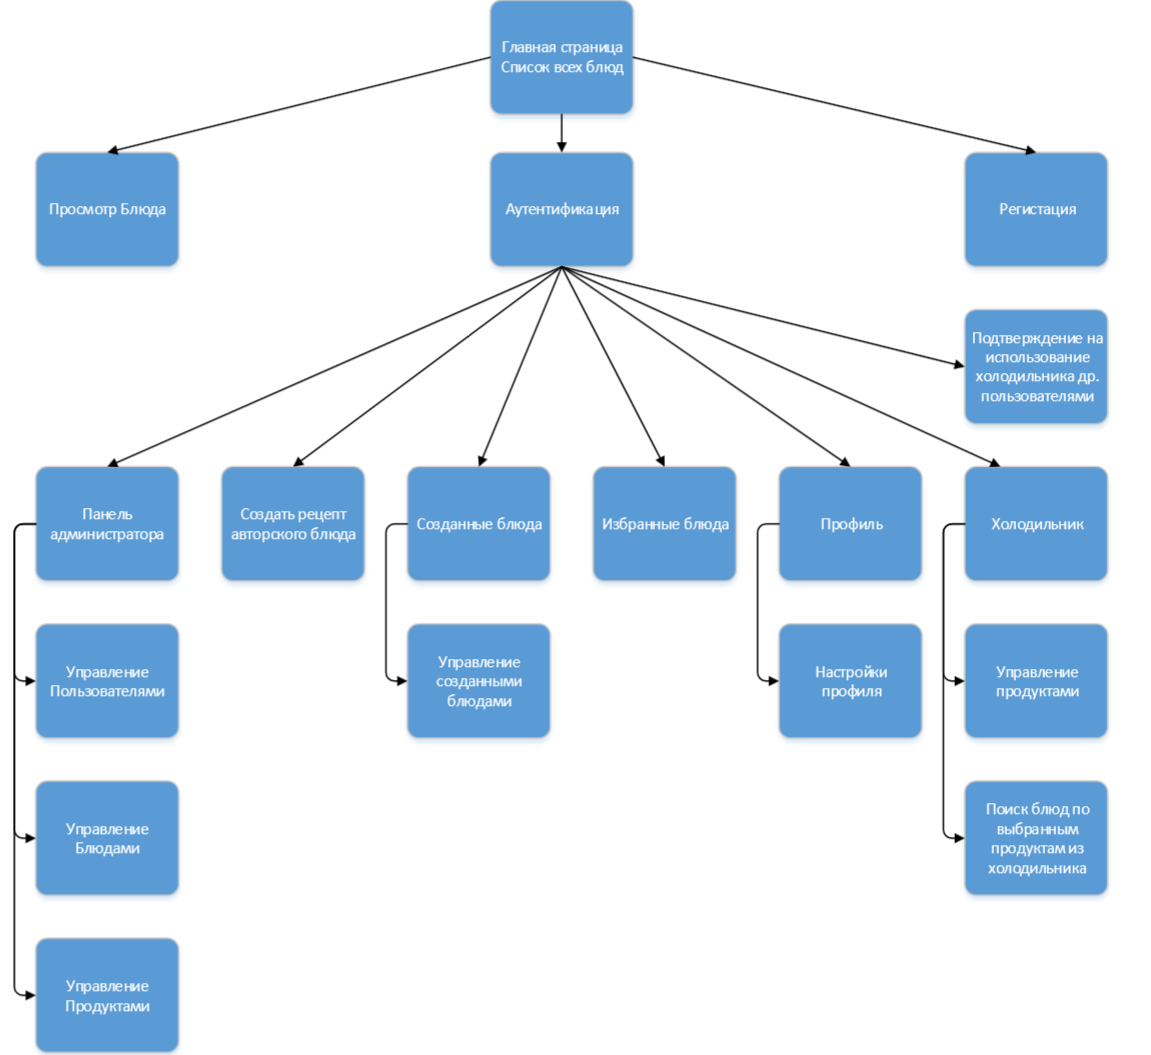 Главная страница
Список всех блюд
Просмотр Блюда
Аутентификация
Регистация
Подтверждение на
использование
холодильника др.
пользователями
Панель
администратора
Создать рецепт
авторского блюда
Созданные блюда
Избранные блюда
Профиль
Холодильник
Управление
Пользователями
Управление
созданными
блюдами
Настройки
профиля
Управление
продуктами
Управление
Блюдами
Поиск блюд по
выбранным
продуктам из
холодильника
Управление
Продуктами